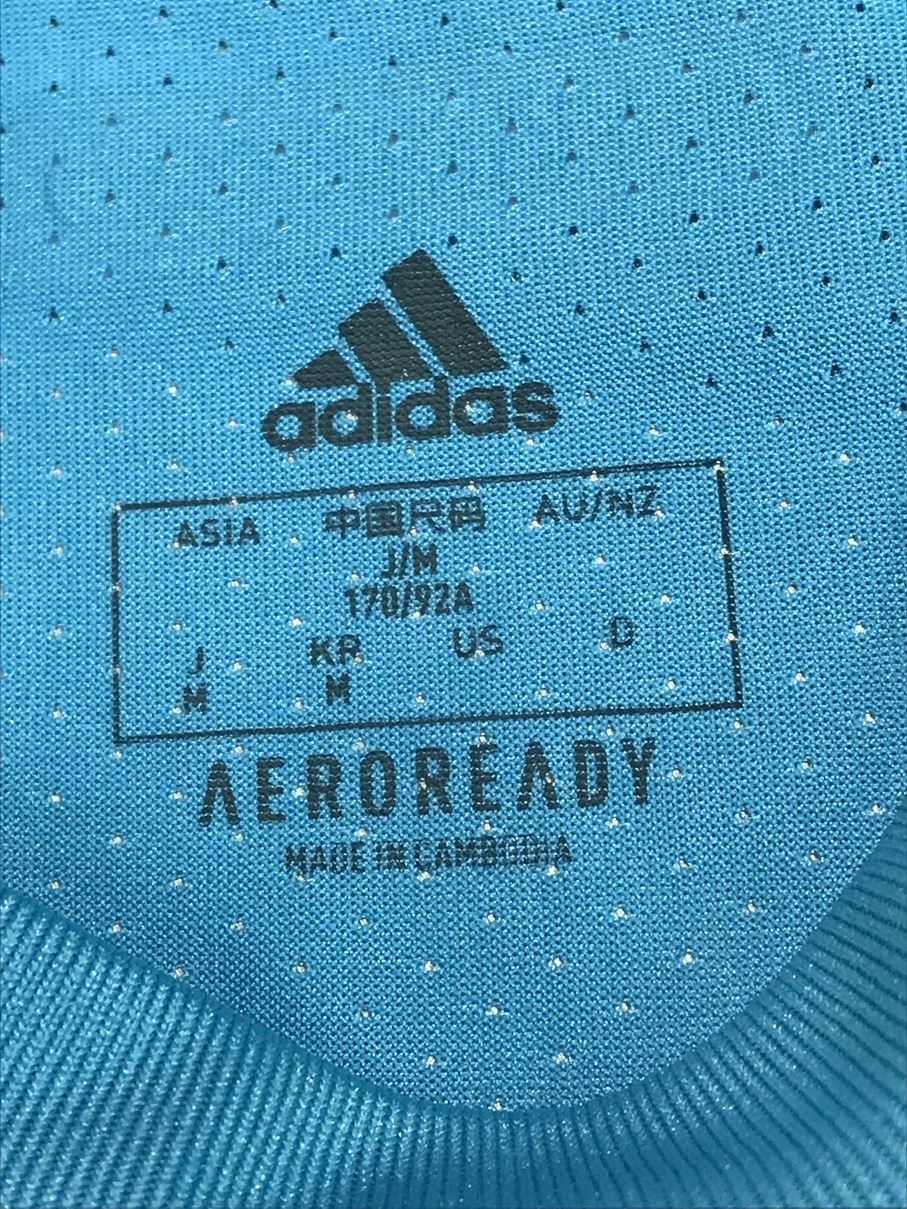 adidas
ASIA 中国尺码 AU/NZ
J/M
170/92A
J KR US D
M M
AEROREADY
MADE IN CAMBODIA